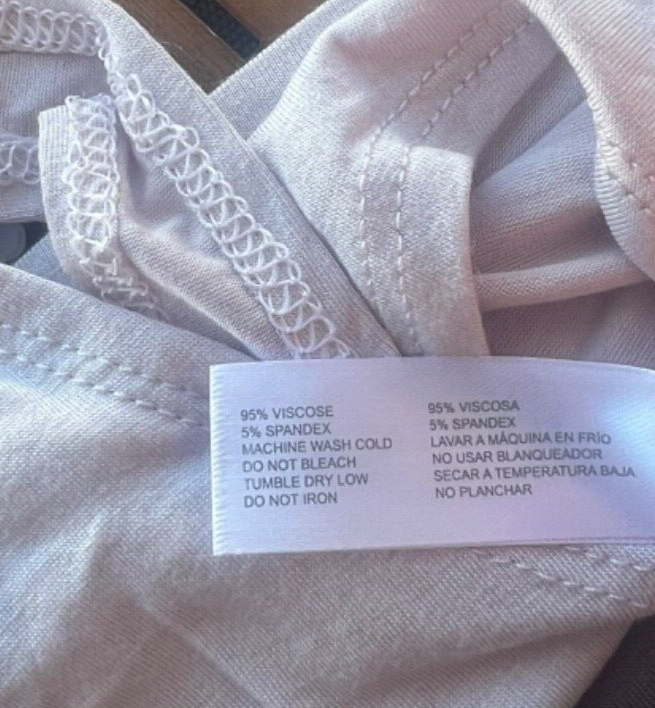 95% VISCOSE
5% SPANDEX
MACHINE WASH COLD
DO NOT BLEACH
TUMBLE DRY LOW
DO NOT IRON
95% VISCOSA
5% SPANDEX
LAVAR A MÁQUINA EN FRÍO
NO USAR BLANQUEADOR
SECAR A TEMPERATURA BAJA
NO PLANCHAR